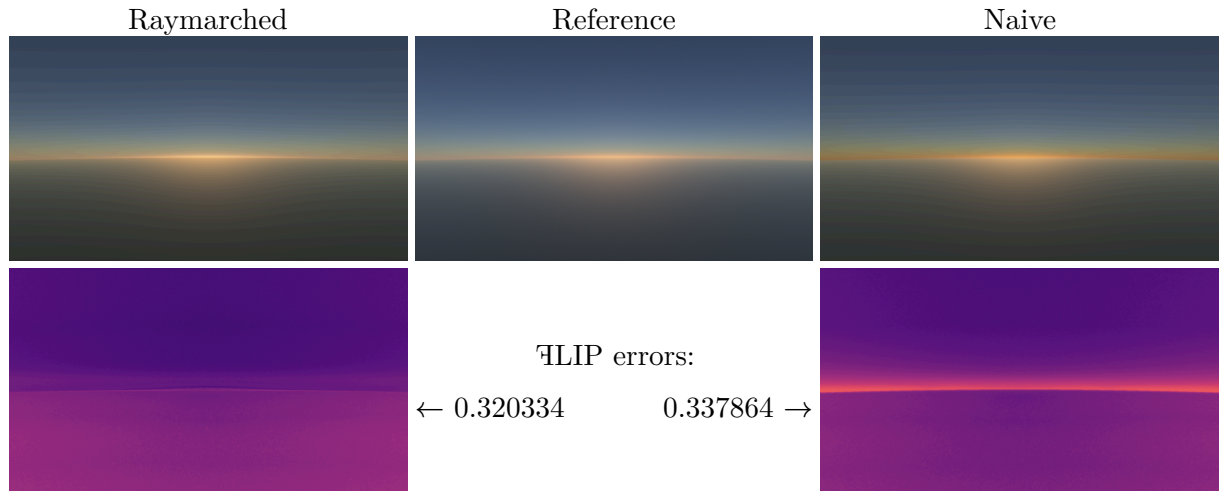 Raymarched Reference Naive
ꟻLIP errors:
← 0.320334 0.337864 →